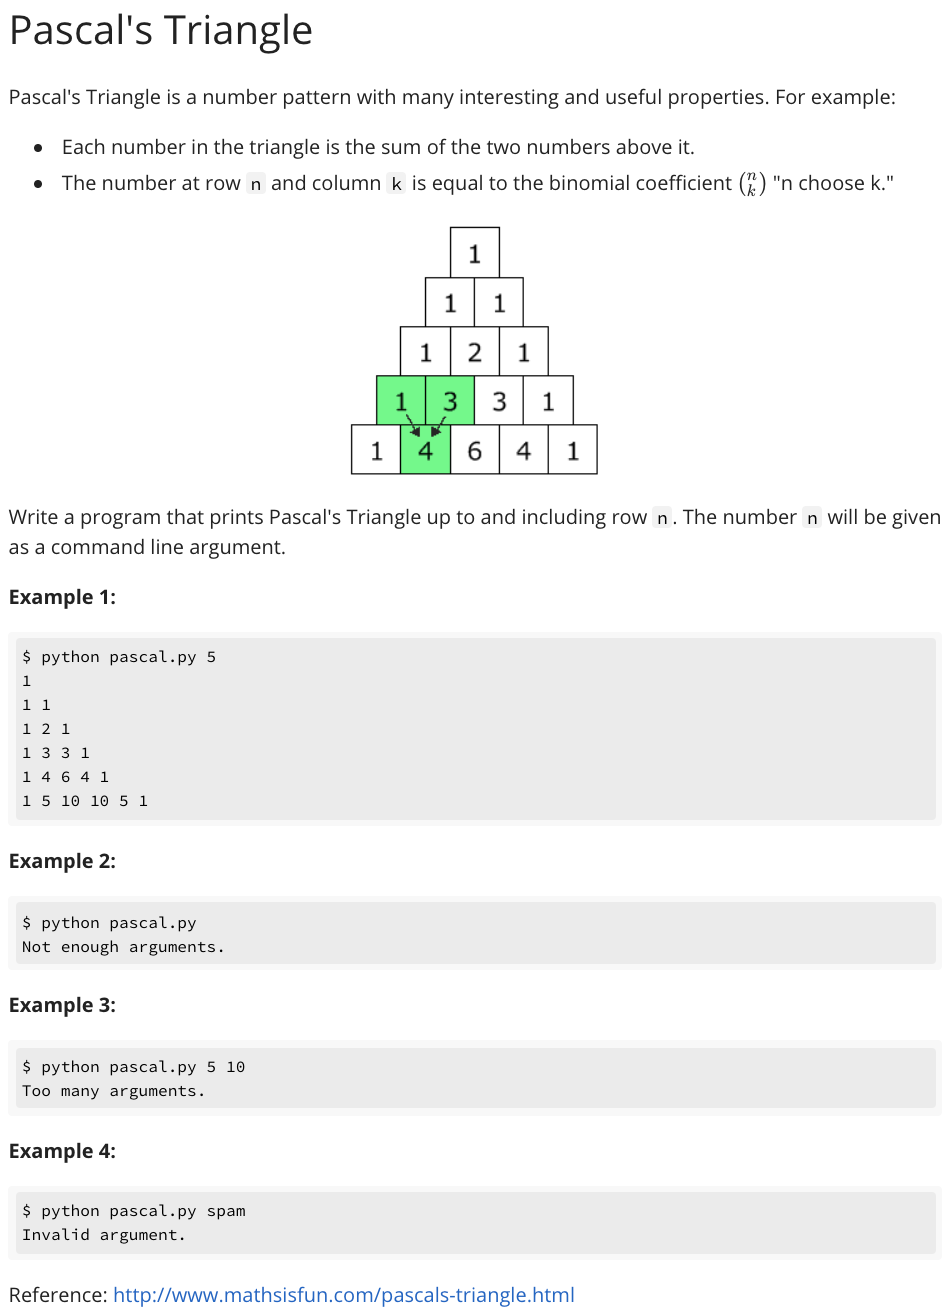 Pascal's Triangle
Pascal's Triangle is a number pattern with many interesting and useful properties. For example:
● Each number in the triangle is the sum of the two numbers above it.
● The number at row n and column k is equal to the binomial coefficient (n k) "n choose k."
1
1 1
1 2 1
1 3 3 1
1 4 6 4 1
Write a program that prints Pascal's Triangle up to and including row n. The number n will be given
as a command line argument.
Example 1:
$ python pascal.py 5
1
1 1
1 2 1
1 3 3 1
1 4 6 4 1
1 5 10 10 5 1
Example 2:
$ python pascal.py
Not enough arguments.
Example 3:
$ python pascal.py 5 10
Too many arguments.
Example 4:
$ python pascal.py spam
Invalid argument.
Reference: http://www.mathsisfun.com/pascals-triangle.html